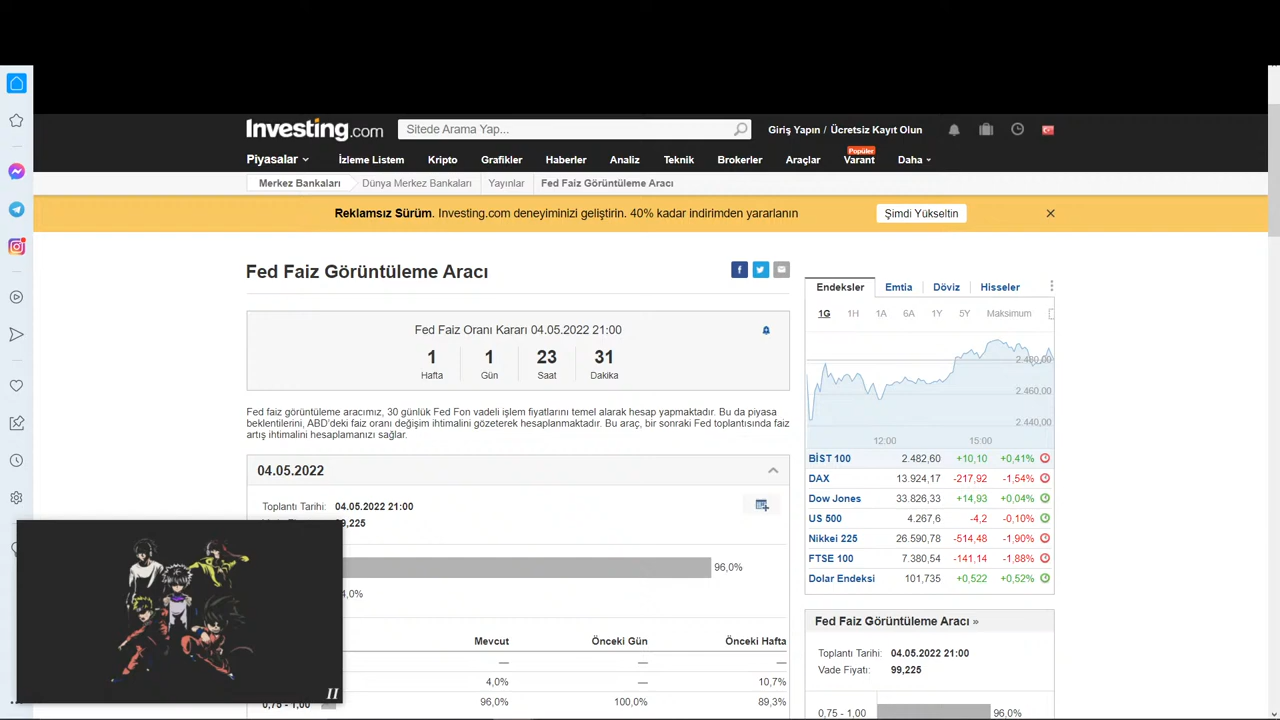 Investing.com
Sitede Arama Yap...
Giriş Yapın / Ücretsiz Kayıt Olun
Popüler
Piyasalar
İzleme Listem
Kripto
Grafikler
Haberler
Analiz
Teknik
Brokerler
Araçlar
Varant
Daha
Merkez Bankaları
Dünya Merkez Bankaları
Yayınlar
Fed Faiz Görüntüleme Aracı
Reklamsız Sürüm. Investing.com deneyiminizi geliştirin. 40% kadar indirimden yararlanın
Şimdi Yükseltin
Fed Faiz Görüntüleme Aracı
Fed Faiz Oranı Kararı 04.05.2022 21:00
1 1 23 31
Hafta Gün Saat Dakika
Fed faiz görüntüleme aracımız, 30 günlük Fed Fon vadeli işlem fiyatlarını temel alarak hesap yapmaktadır. Bu da piyasa
beklentilerini, ABD'deki faiz oranı değişim ihtimalini gözeterek hesaplanmaktadır. Bu araç, bir sonraki Fed toplantısında faiz
artış ihtimalini hesaplamanızı sağlar.
04.05.2022
Toplantı Tarihi: 04.05.2022 21:00
9,225
96,0%
4,0%
Mevcut Önceki Gün Önceki Hafta
— — —
4,0% — 10,7%
0,75 - 1,00 96,0% 100,0% 89,3%
II
Endeksler Emtia Döviz Hisseler
1G 1H 1A 6A 1Y 5Y Maksimum
2.480,00
2.460,00
2.440,00
12:00 15:00
BİST 100 2.482,60 +10,10 +0,41%
DAX 13.924,17 -217,92 -1,54%
Dow Jones 33.826,33 +14,93 +0,04%
US 500 4.267,6 -4,2 -0,10%
Nikkei 225 26.590,78 -514,48 -1,90%
FTSE 100 7.380,54 -141,14 -1,88%
Dolar Endeksi 101,735 +0,522 +0,52%
Fed Faiz Görüntüleme Aracı »
Toplantı Tarihi: 04.05.2022 21:00
Vade Fiyatı: 99,225
0,75 - 1,00 96,0%